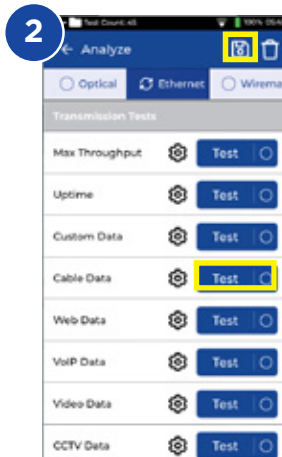 2
Test Count: 45 100%
← Analyze
Optical Ethernet Wirema
Transmission Tests
Max Throughput Test
Uptime Test
Custom Data Test
Cable Data Test
Web Data Test
VoIP Data Test
Video Data Test
CCTV Data Test